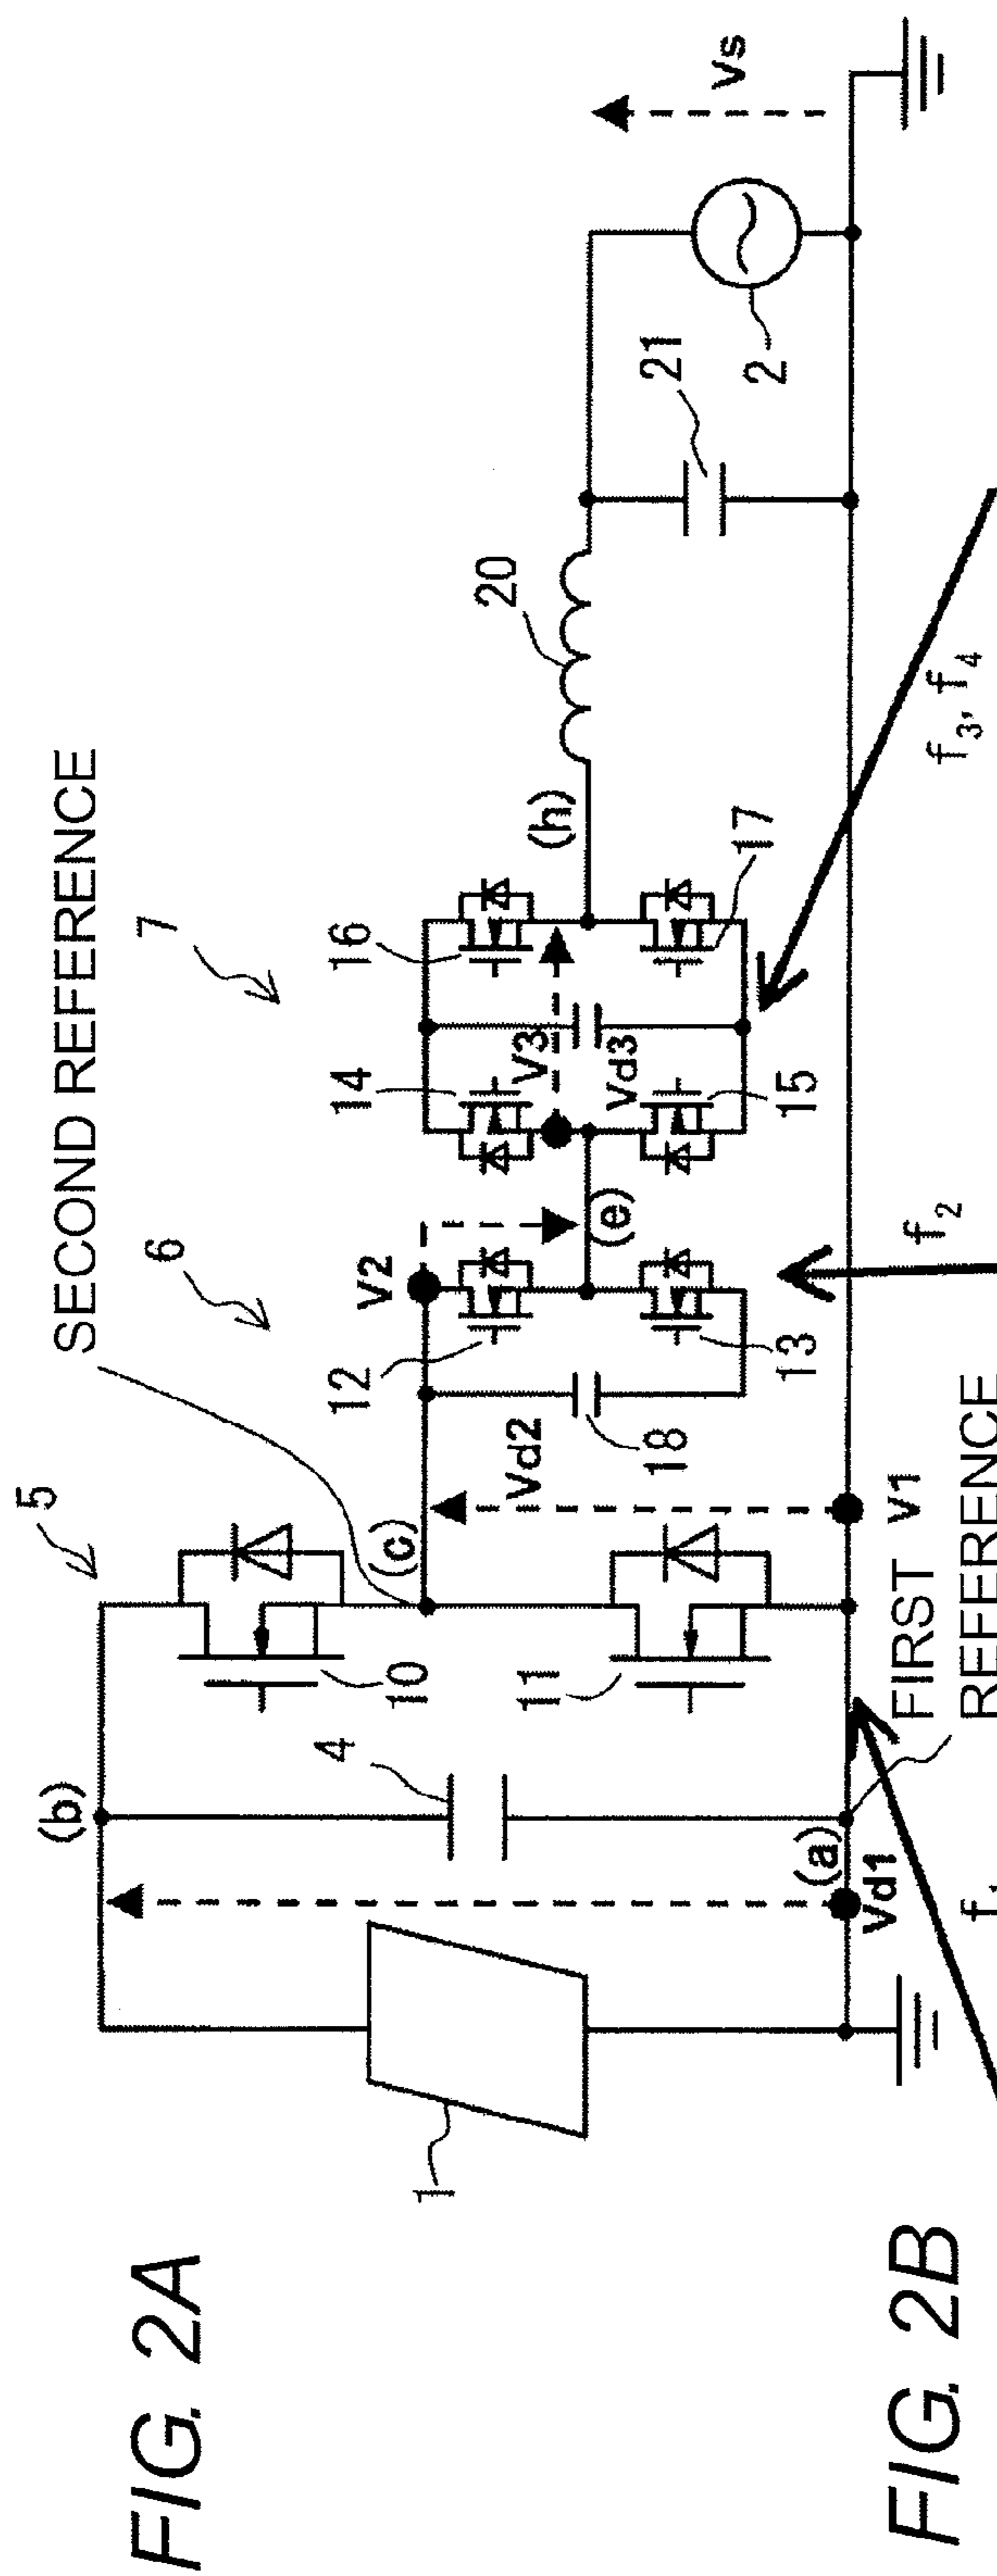 FIG. 2A
SECOND REFERENCE
5
6
7
(b)
(c)
(e)
(h)
(a)
1
4
10
11
12
13
14
15
16
17
18
20
21
2
Vd1
V1
Vd2
V2
V3
Vd3
Vs
FIRST
REFERENCE
f2
f3, f4
FIG. 2B